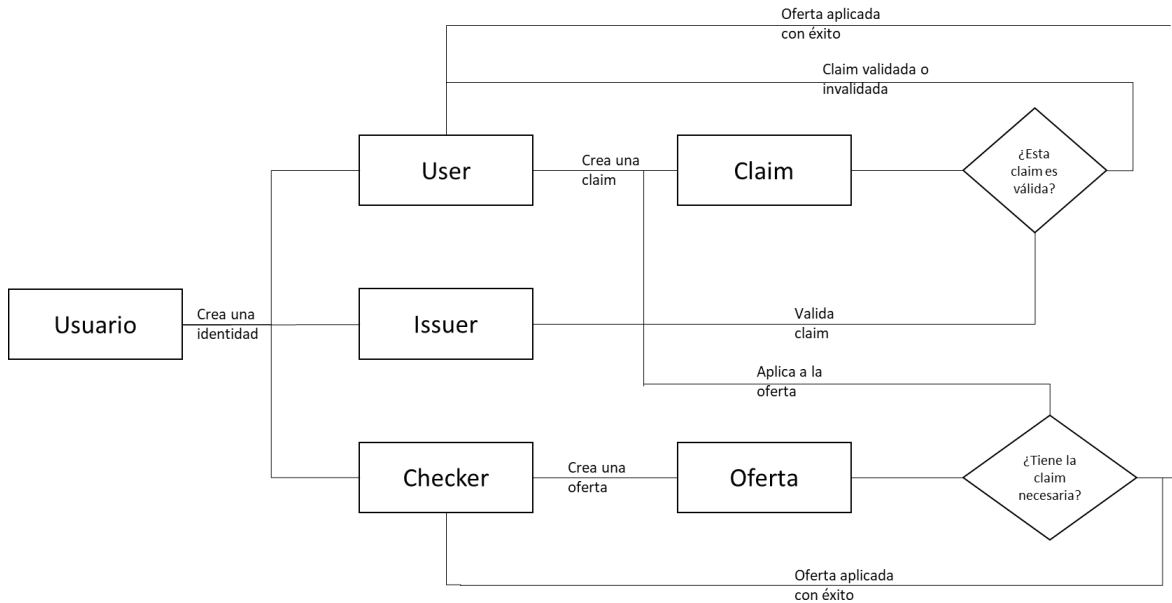 Oferta aplicada
con éxito
Claim validada o
invalidada
User
Crea una
claim
Claim
¿Esta
claim es
válida?
Usuario
Crea una
identidad
Issuer
Valida
claim
Aplica a la
oferta
Checker
Crea una
oferta
Oferta
¿Tiene la
claim
necesaria?
Oferta aplicada
con éxito